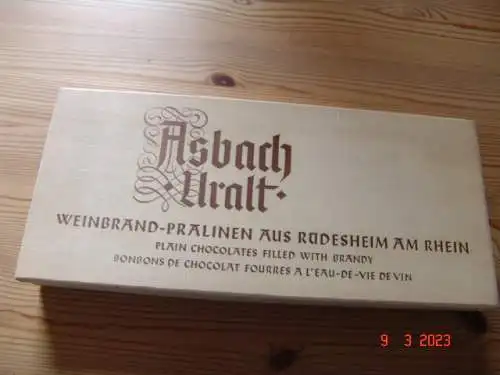 Asbach
·Uralt·
WEINBRAND-PRALINEN AUS RÜDESHEIM AM RHEIN
PLAIN CHOCOLATES FILLED WITH BRANDY
BONBONS DE CHOCOLAT FOURRES A L'EAU-DE-VIE DE VIN
9 3 2023